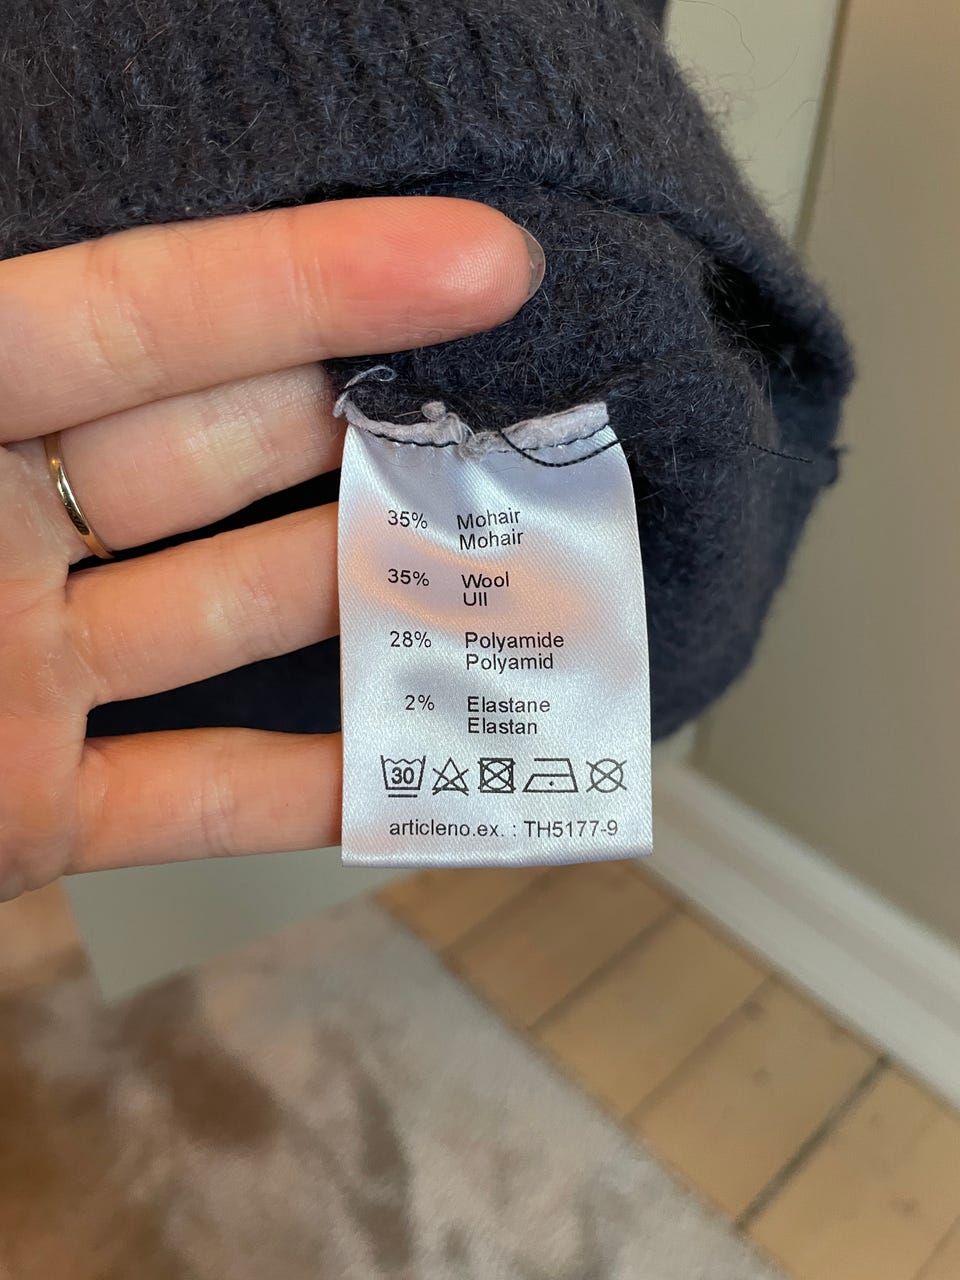 35% Mohair
Mohair
35% Wool
Ull
28% Polyamide
Polyamid
2% Elastane
Elastan
30
articleno.ex. : TH5177-9